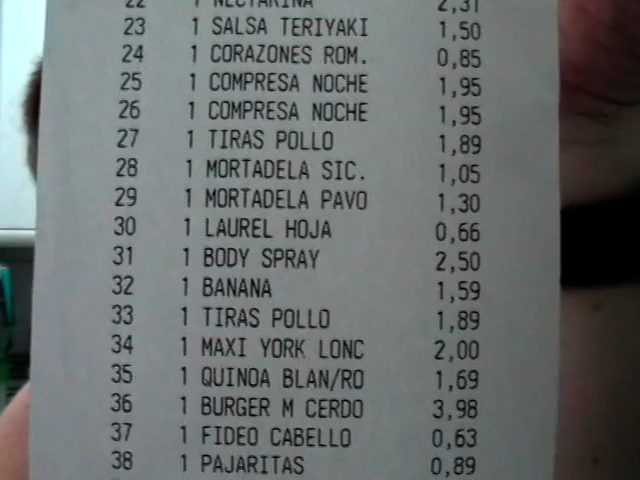 22 1 NECTARINA 2,31
23 1 SALSA TERIYAKI 1,50
24 1 CORAZONES ROM. 0,85
25 1 COMPRESA NOCHE 1,95
26 1 COMPRESA NOCHE 1,95
27 1 TIRAS POLLO 1,89
28 1 MORTADELA SIC. 1,05
29 1 MORTADELA PAVO 1,30
30 1 LAUREL HOJA 0,66
31 1 BODY SPRAY 2,50
32 1 BANANA 1,59
33 1 TIRAS POLLO 1,89
34 1 MAXI YORK LONC 2,00
35 1 QUINOA BLAN/RO 1,69
36 1 BURGER M CERDO 3,98
37 1 FIDEO CABELLO 0,63
38 1 PAJARITAS 0,89